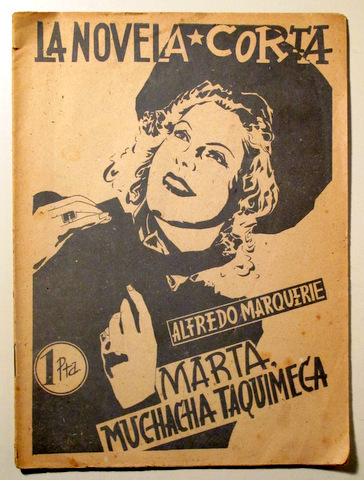 LA NOVELA★CORTA
ALFREDO MARQUERIE
1 Pta
MARTA,
MUCHACHA TAQUIMECA